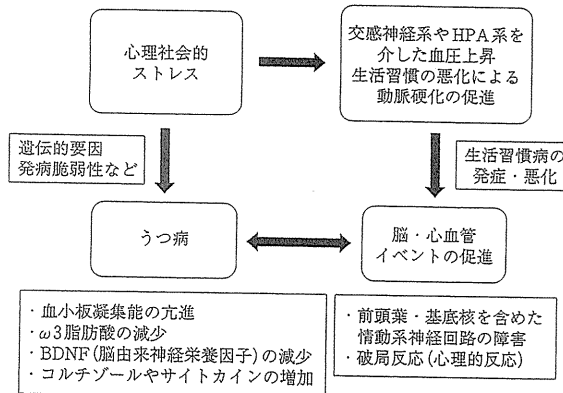 心理社会的
ストレス
交感神経系やHPA系を
介した血圧上昇
生活習慣の悪化による
動脈硬化の促進
遺伝的要因
発病脆弱性など
生活習慣病の
発症・悪化
うつ病
脳・心血管
イベントの促進
・血小板凝集能の亢進
・ω3脂肪酸の減少
・BDNF(脳由来神経栄養因子)の減少
・コルチゾールやサイトカインの増加
・前頭葉・基底核を含めた
情動系神経回路の障害
・破局反応(心理的反応)